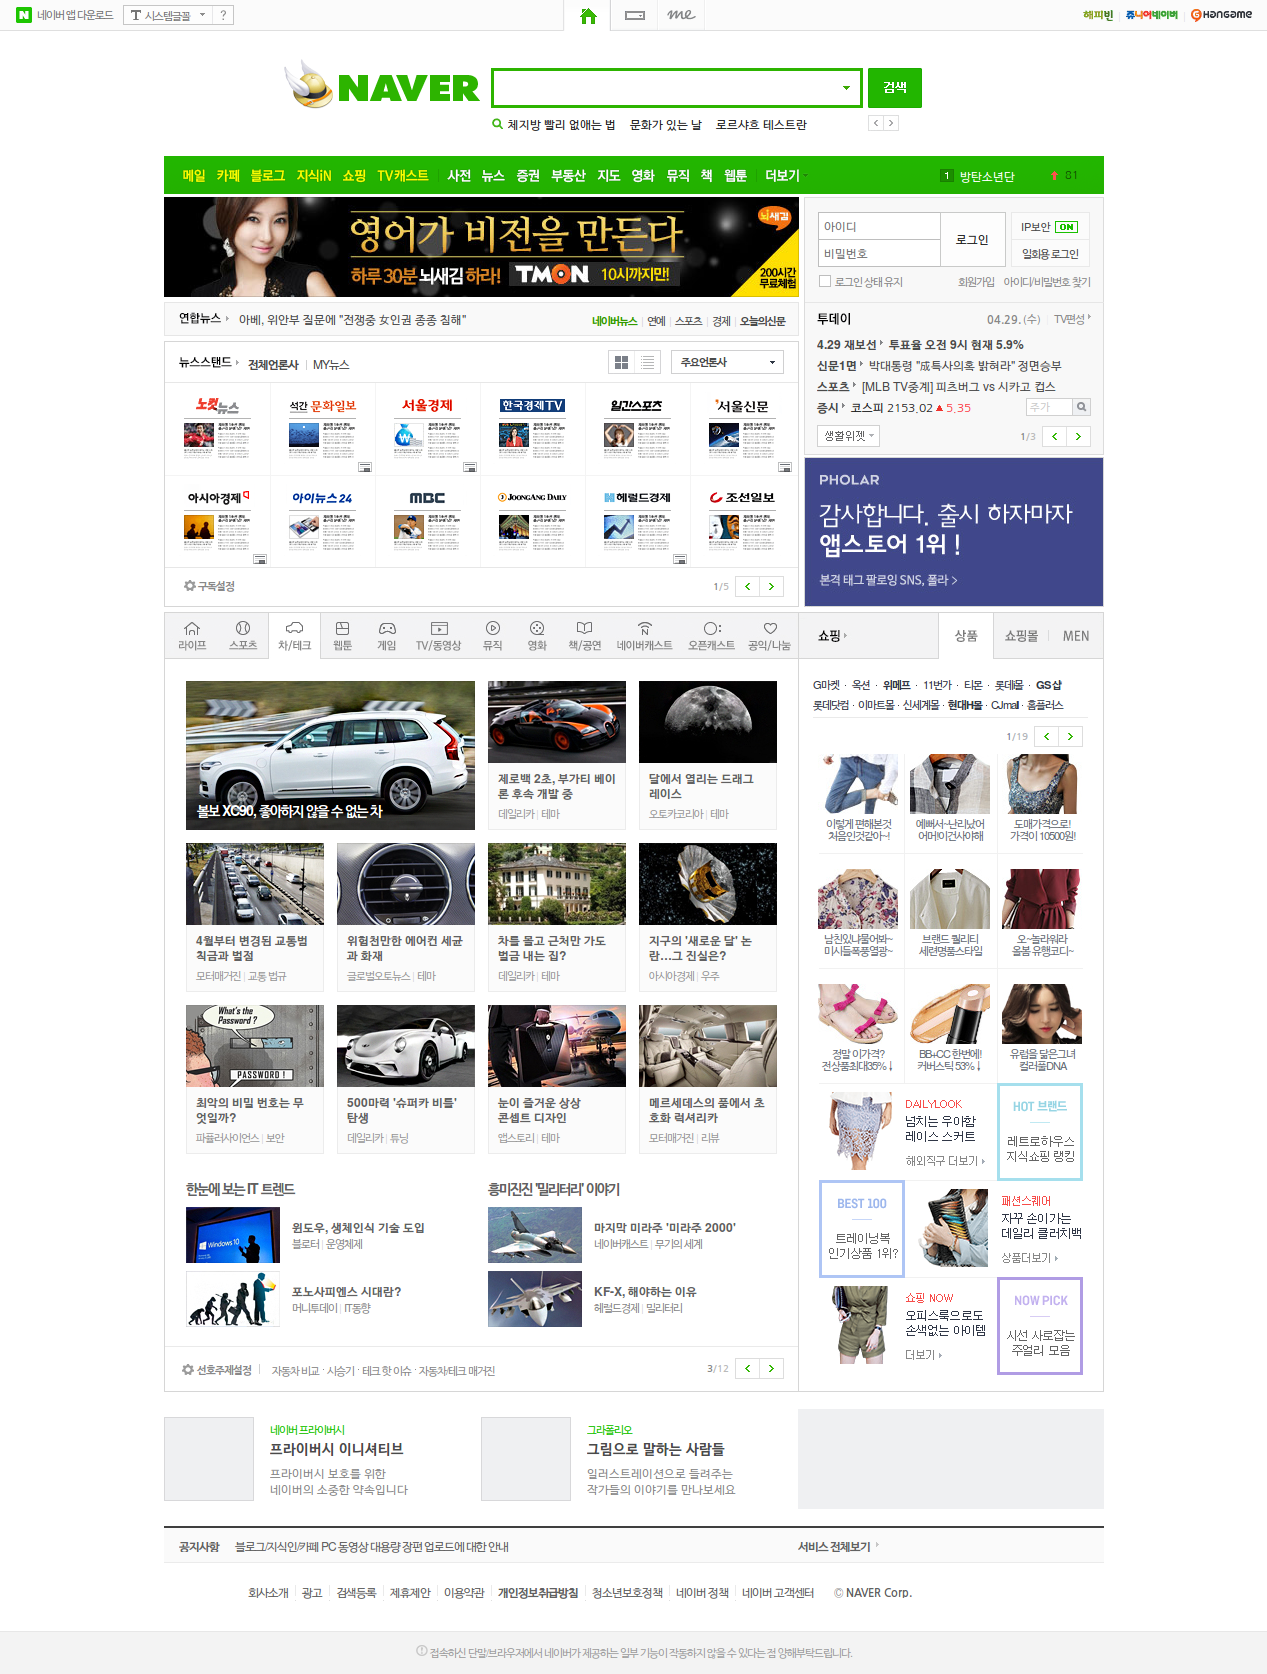 네이버 앱 다운로드
시스템글꼴
?
me
해피빈
쥬니어네이버
Hangame
NAVER
검색
체지방 빨리 없애는 법 문화가 있는 날 로르샤흐 테스트란
메일 카페 블로그 지식iN 쇼핑 TV캐스트 사전 뉴스 증권 부동산 지도 영화 뮤직 책 웹툰 더보기
1 방탄소년단 81
뇌새김
영어가 비전을 만든다
하루 30분 뇌새김 하라! TMON 10시까지만!
200시간
무료체험
아이디
비밀번호
로그인
IP보안 ON
일회용 로그인
로그인 상태 유지
회원가입 아이디/비밀번호 찾기
연합뉴스 아베, 위안부 질문에 "전쟁중 女인권 종종 침해"
네이버뉴스 연예 스포츠 경제 오늘의신문
투데이 04.29. (수) TV편성
4.29 재보선 투표율 오전 9시 현재 5.9%
신문1면 박대통령 "成특사의혹 밝혀라" 정면승부
스포츠 [MLB TV중계] 피츠버그 vs 시카고 컵스
증시 코스피 2153.02 ▲ 5.35
주가
생활위젯
1/3
뉴스스탠드 전체언론사 MY뉴스
주요언론사
노컷뉴스
석간 문화일보
서울경제
한국경제TV
일간스포츠
서울신문
아시아경제
아이뉴스24
MBC
JOONGANG DAILY
헤럴드경제
조선일보
구독설정
1/5
PHOLAR
감사합니다. 출시 하자마자
앱스토어 1위 !
본격 태그 팔로잉 SNS, 폴라 >
라이프 스포츠 차/테크 웹툰 게임 TV/동영상 뮤직 영화 책/공연 네이버캐스트 오픈캐스트 공익/나눔
쇼핑
상품 쇼핑몰 MEN
볼보 XC90, 좋아하지 않을 수 없는 차
제로백 2초, 부가티 베이론 후속 개발 중
데일리카 | 테마
달에서 열리는 드래그 레이스
오토카코리아 | 테마
4월부터 변경된 교통법칙금과 벌점
모터매거진 | 교통 법규
위험천만한 에어컨 세균과 화재
글로벌오토뉴스 | 테마
차를 몰고 근처만 가도 벌금 내는 집?
데일리카 | 테마
지구의 '새로운 달' 논란...그 진실은?
아시아경제 | 우주
What's the Password ?
PASSWORD !
최악의 비밀 번호는 무엇일까?
파퓰러사이언스 | 보안
500마력 '슈퍼카 비틀' 탄생
데일리카 | 튜닝
눈이 즐거운 상상
콘셉트 디자인
앱스토리 | 테마
메르세데스의 품에서 초호화 럭셔리카
모터매거진 | 리뷰
한눈에 보는 IT 트렌드
Windows 10
윈도우, 생체인식 기술 도입
블로터 | 운영체제
포노사피엔스 시대란?
머니투데이 | IT동향
흥미진진 '밀리터리' 이야기
마지막 미라주 '미라주 2000'
네이버캐스트 | 무기의 세계
KF-X, 해야하는 이유
헤럴드경제 | 밀리터리
선호주제설정 자동차 비교 · 시승기 · 테크 핫 이슈 · 자동차/테크 매거진
3/12
G마켓 · 옥션 · 위메프 · 11번가 · 티몬 · 롯데몰 · GS샵
롯데닷컴 · 이마트몰 · 신세계몰 · 현대H몰 · CJmall · 홈플러스
1/19
이렇게 편해본것
처음인것같아~!
예뻐서~난리났어
어머이건사야해
도매가격으로!
가격이 10500원!
남친있냐물어봐~
미시들폭풍열광~
브랜드 퀄리티
세련명품스타일
오~놀라워라
올봄 유행코디~
정말 이가격?
전상품최대35%↓
BB+CC 한번에!
커버스틱 53%↓
유럽을 닮은그녀
컬러풀DNA
DAILYLOOK
넘치는 우아함
레이스 스커트
해외직구 더보기
HOT 브랜드
레트로하우스
지식쇼핑 랭킹
BEST 100
트레이닝복
인기상품 1위?
패션스퀘어
자꾸 손이가는
데일리 클러치백
상품더보기
쇼핑 NOW
오피스룩으로도
손색없는 아이템
더보기
NOW PICK
시선 사로잡는
주얼리 모음
네이버 프라이버시
프라이버시 이니셔티브
프라이버시 보호를 위한
네이버의 소중한 약속입니다
그라폴리오
그림으로 말하는 사람들
일러스트레이션으로 들려주는
작가들의 이야기를 만나보세요
공지사항 블로그/지식인/카페 PC 동영상 대용량 장편 업로드에 대한 안내
서비스 전체보기
회사소개 광고 검색등록 제휴제안 이용약관 개인정보취급방침 청소년보호정책 네이버 정책 네이버 고객센터 © NAVER Corp.
접속하신 단말/브라우저에서 네이버가 제공하는 일부 기능이 작동하지 않을 수 있다는 점 양해부탁드립니다.